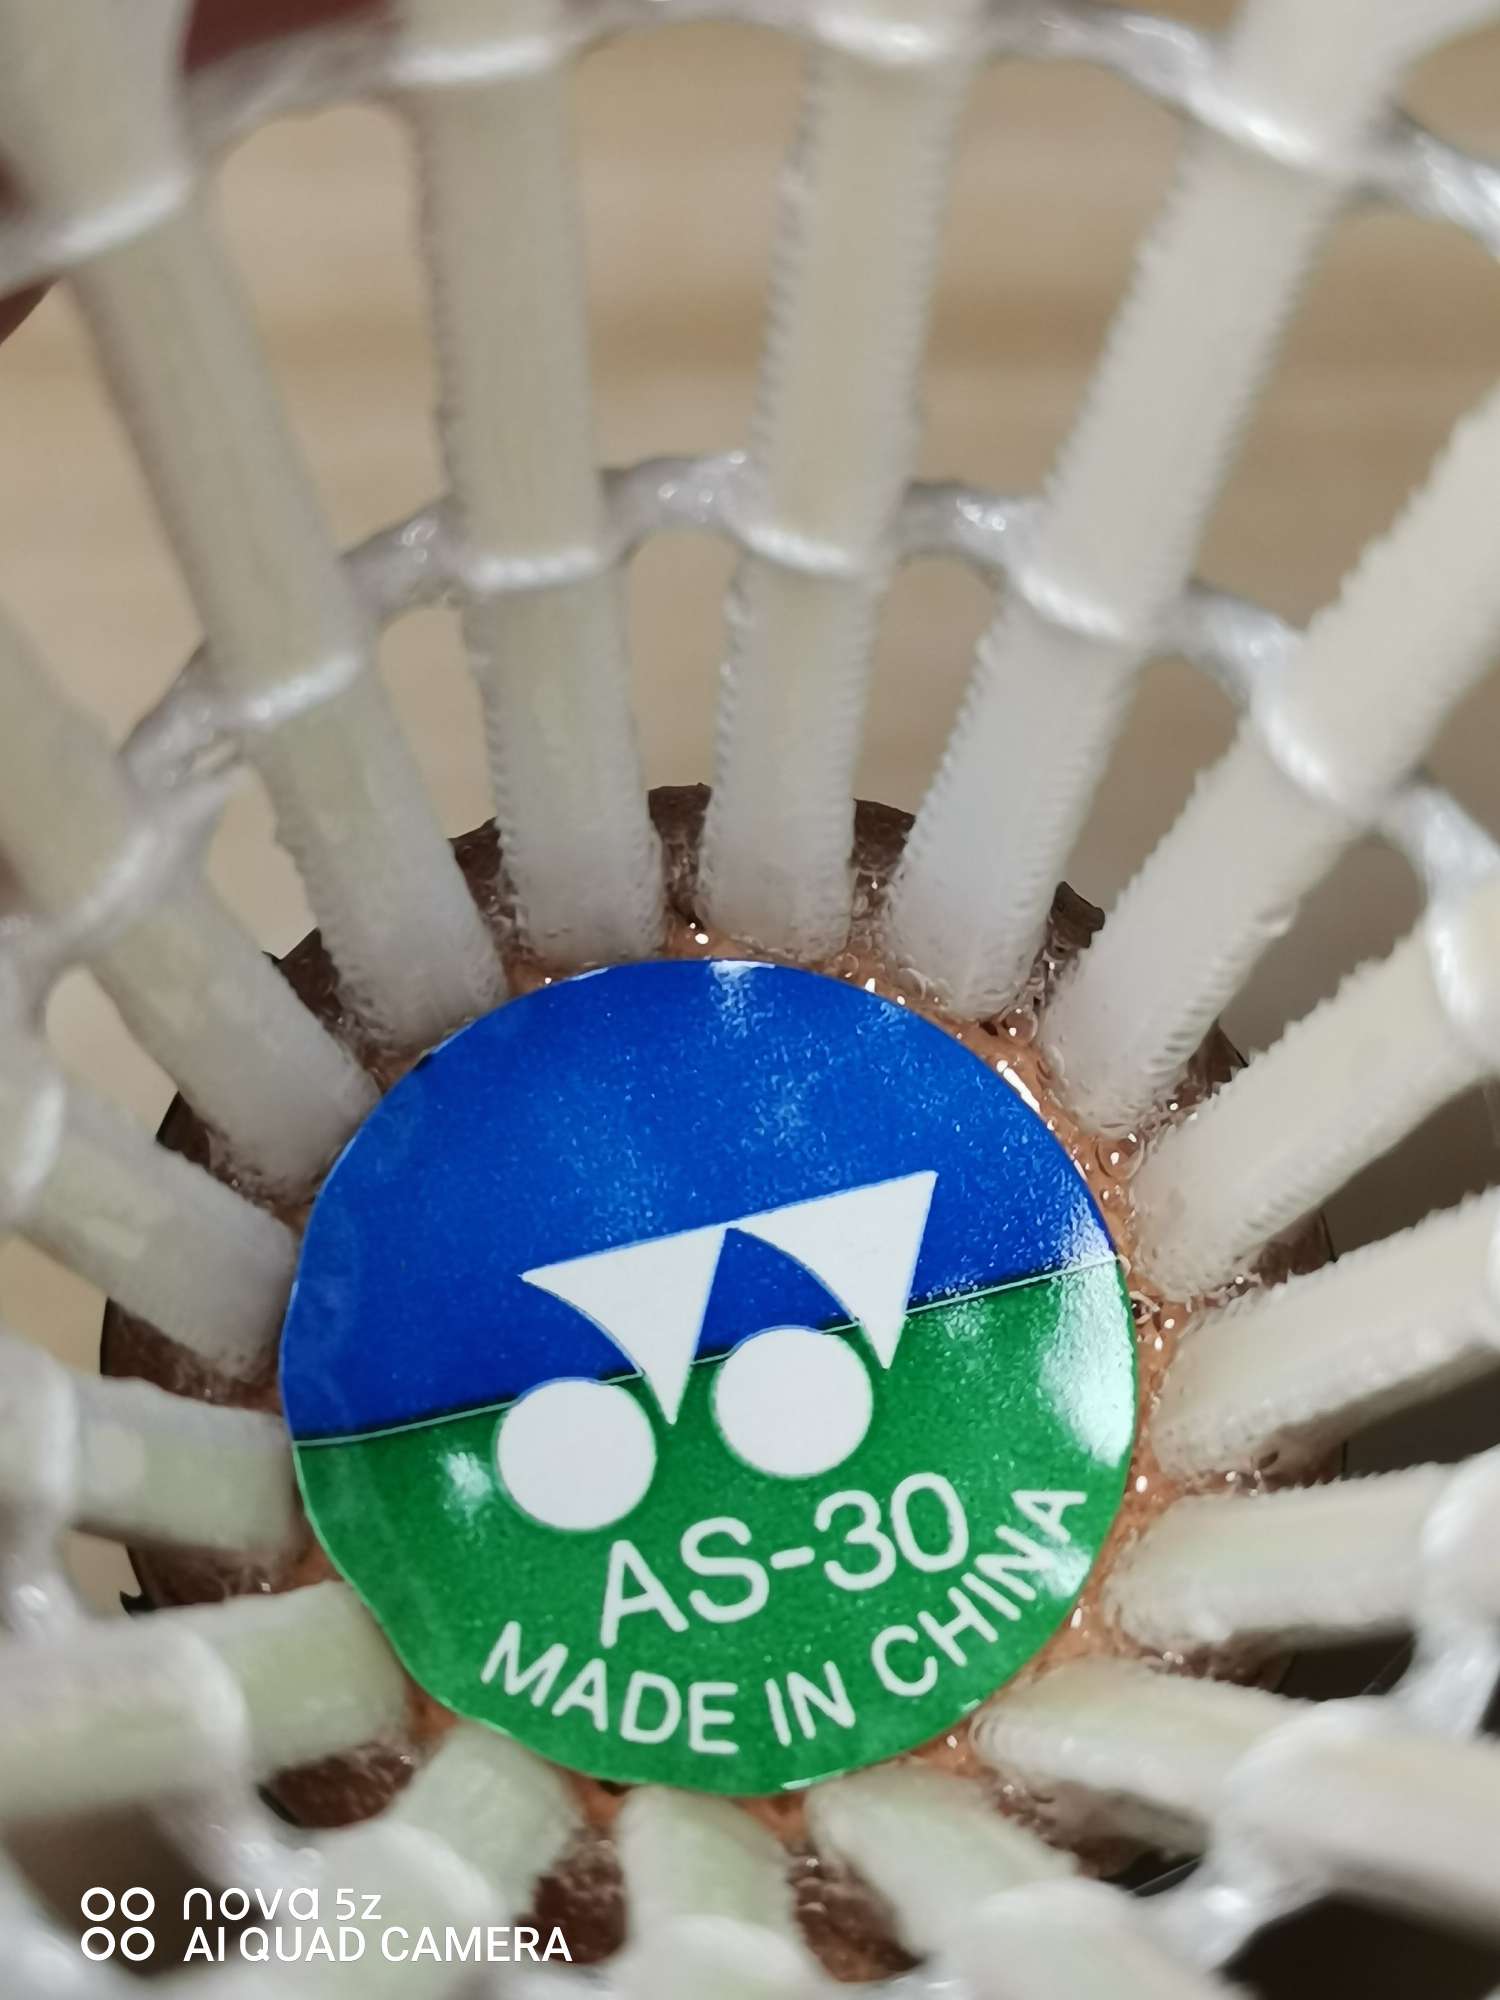 AS-30
MADE IN CHINA
nova 5z
AI QUAD CAMERA